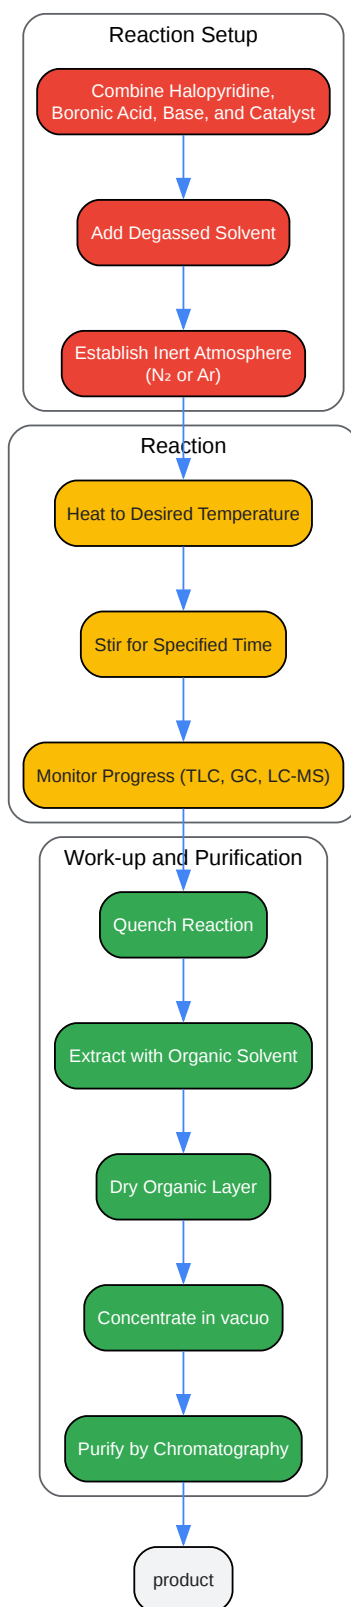 Reaction Setup
Combine Halopyridine,
Boronic Acid, Base, and Catalyst
Add Degassed Solvent
Establish Inert Atmosphere
(N₂ or Ar)
Reaction
Heat to Desired Temperature
Stir for Specified Time
Monitor Progress (TLC, GC, LC-MS)
Work-up and Purification
Quench Reaction
Extract with Organic Solvent
Dry Organic Layer
Concentrate in vacuo
Purify by Chromatography
product